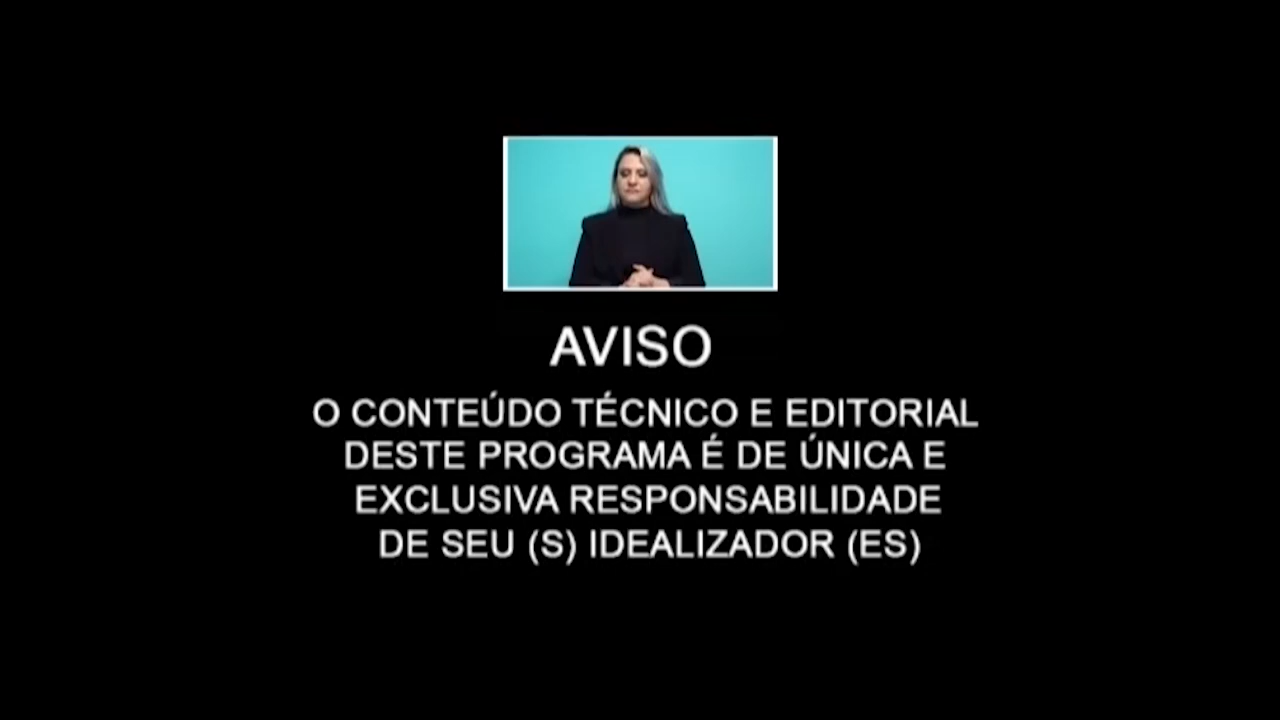 AVISO
O CONTEÚDO TÉCNICO E EDITORIAL
DESTE PROGRAMA É DE ÚNICA E
EXCLUSIVA RESPONSABILIDADE
DE SEU (S) IDEALIZADOR (ES)